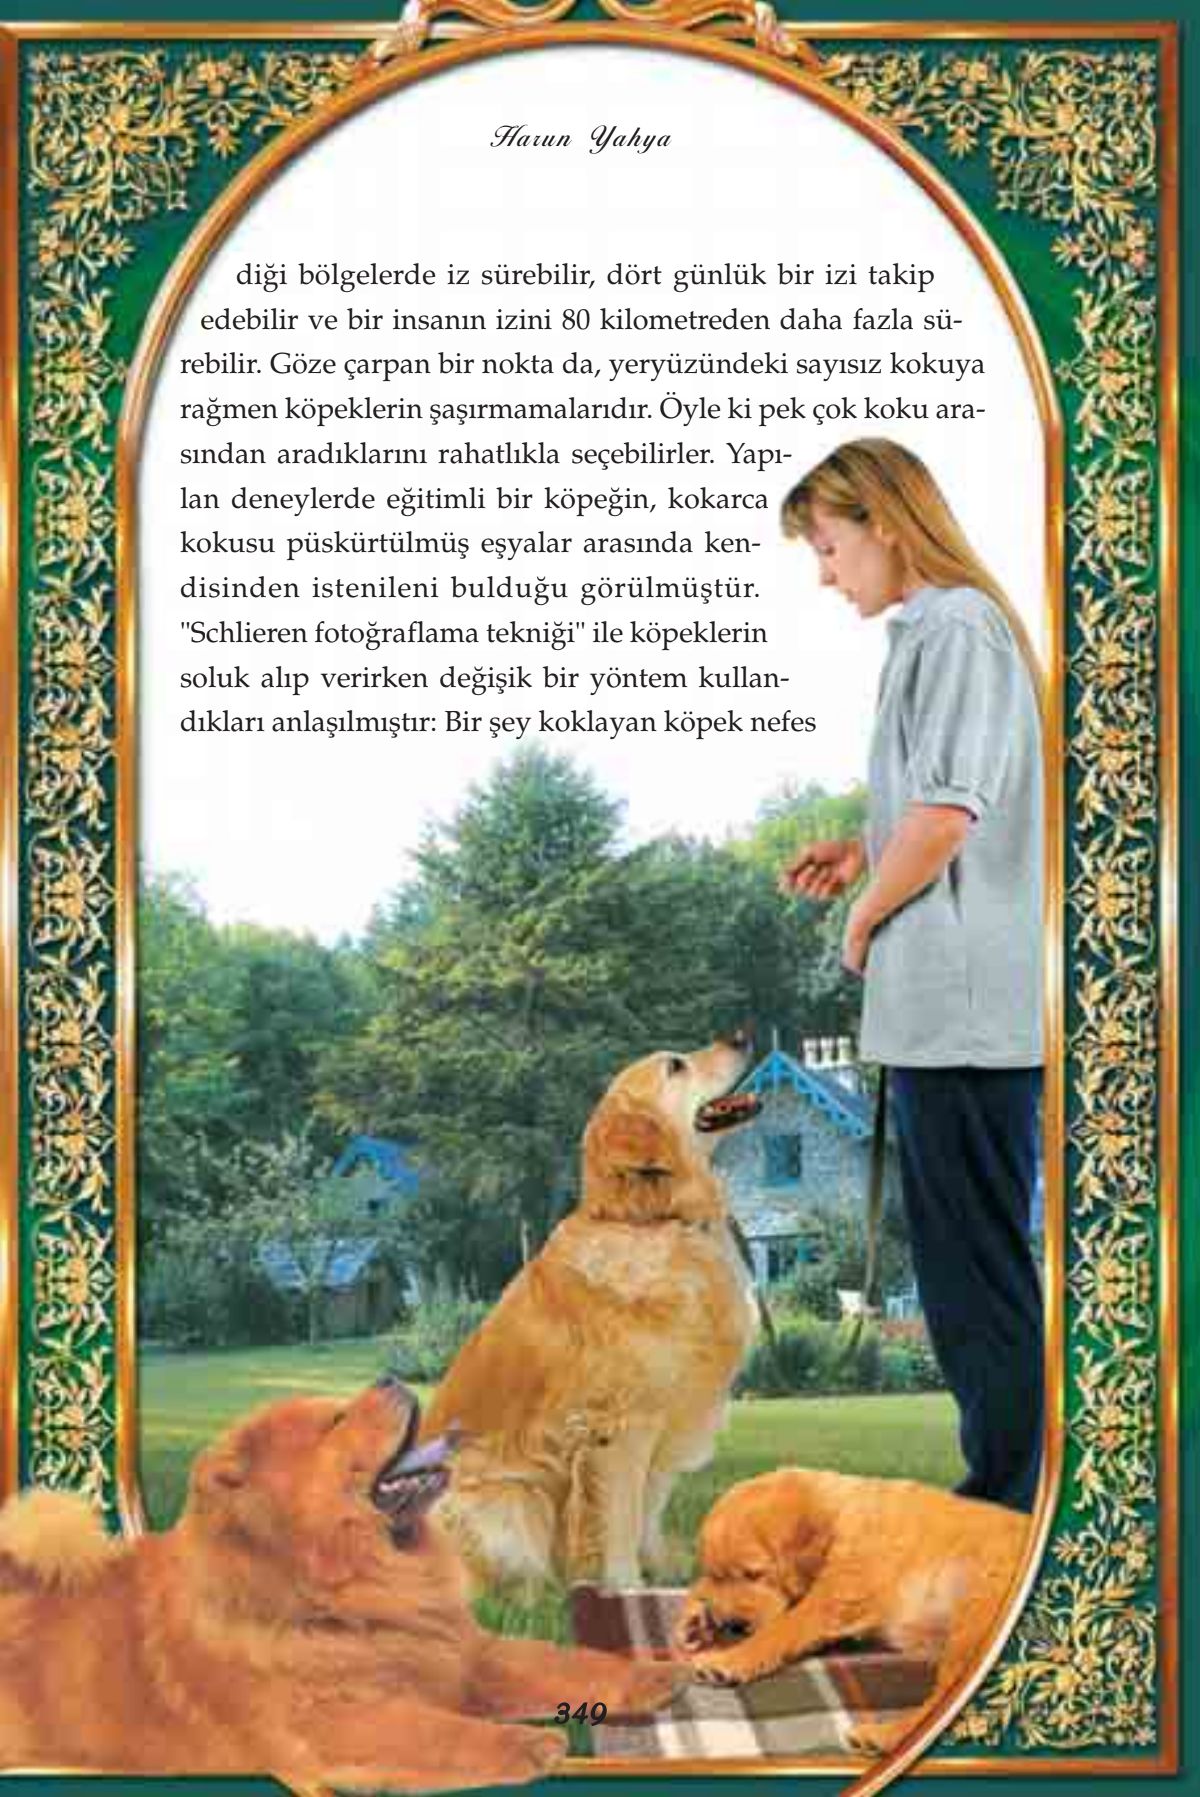 Harun Yahya
diği bölgelerde iz sürebilir, dört günlük bir izi takip
edebilir ve bir insanın izini 80 kilometreden daha fazla sü-
rebilir. Göze çarpan bir nokta da, yeryüzündeki sayısız kokuya
rağmen köpeklerin şaşırmamalarıdır. Öyle ki pek çok koku ara-
sından aradıklarını rahatlıkla seçebilirler. Yapı-
lan deneylerde eğitimli bir köpeğin, kokarca
kokusu püskürtülmüş eşyalar arasında ken-
disinden istenileni bulduğu görülmüştür.
"Schlieren fotoğraflama tekniği" ile köpeklerin
soluk alıp verirken değişik bir yöntem kullan-
dıkları anlaşılmıştır: Bir şey koklayan köpek nefes
349